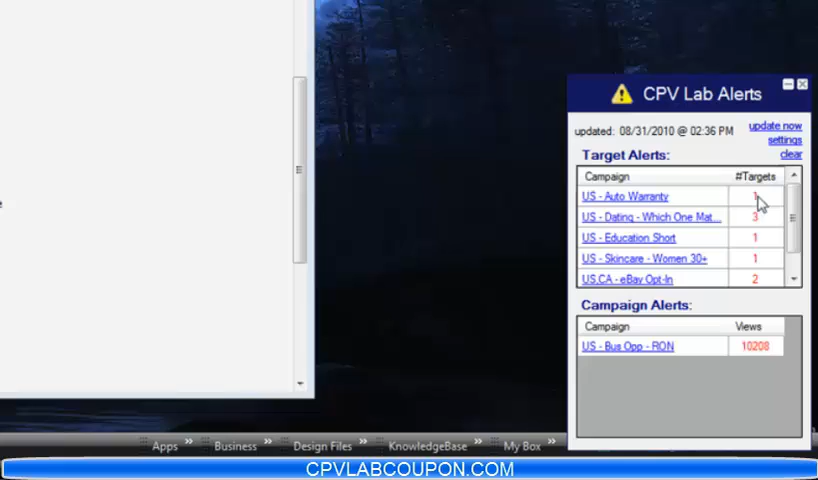 CPV Lab Alerts
updated: 08/31/2010 @ 02:36 PM
update now
settings
clear
Target Alerts:
Campaign #Targets
US - Auto Warranty 1
US - Dating - Which One Mat... 3
US - Education Short 1
US - Skincare - Women 30+ 1
US,CA - eBay Opt-In 2
Campaign Alerts:
Campaign Views
US - Bus Opp - RON 10208
Apps » Business » Design Files » KnowledgeBase » My Box »
CPVLABCOUPON.COM